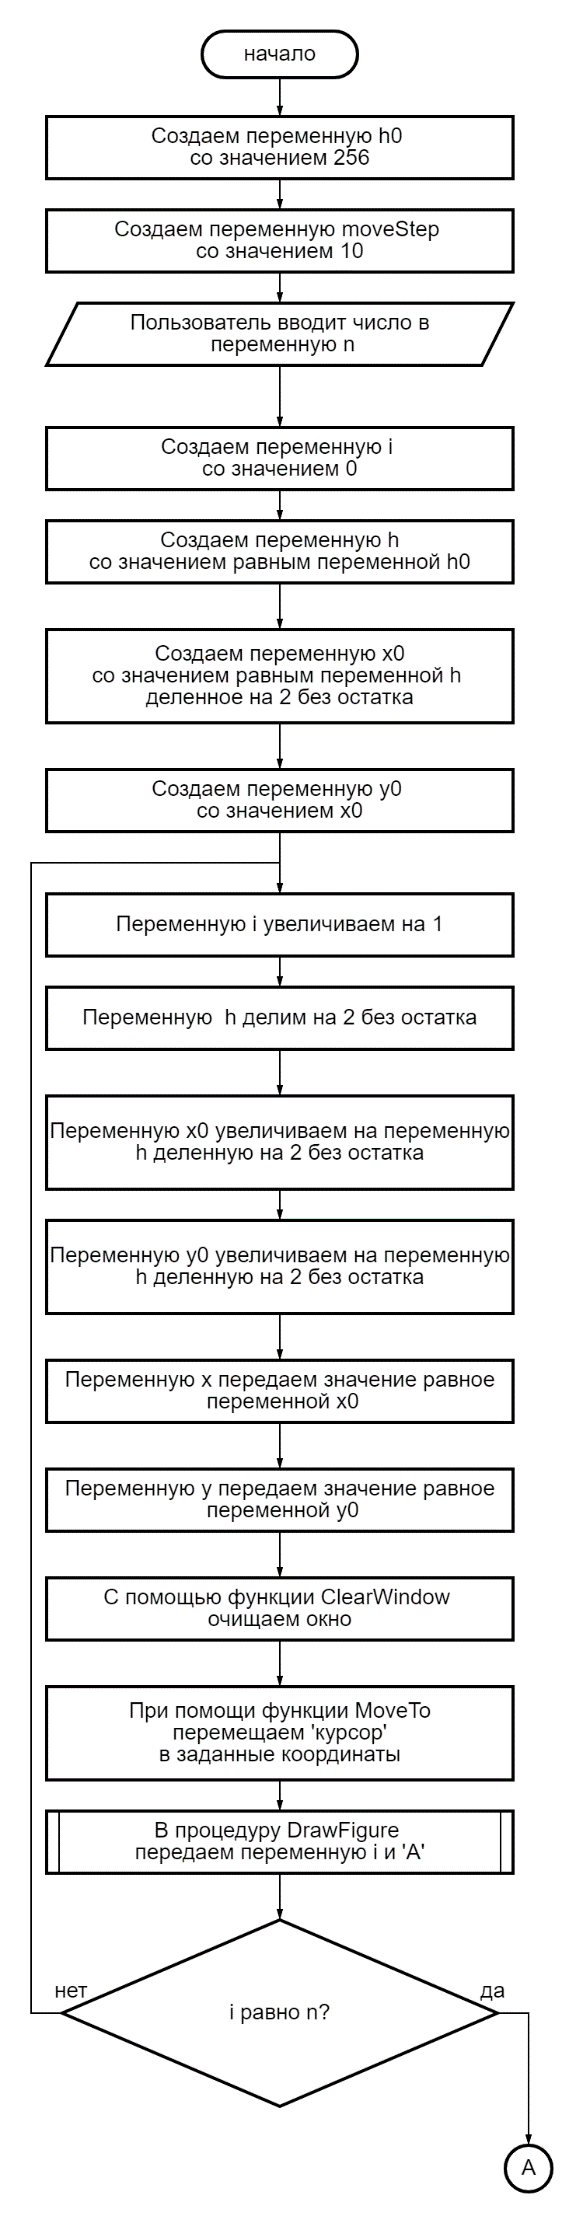 начало
Создаем переменную h0
со значением 256
Создаем переменную moveStep
со значением 10
Пользователь вводит число в
переменную n
Создаем переменную i
со значением 0
Создаем переменную h
со значением равным переменной h0
Создаем переменную x0
со значением равным переменной h
деленное на 2 без остатка
Создаем переменную y0
со значением x0
Переменную i увеличиваем на 1
Переменную h делим на 2 без остатка
Переменную x0 увеличиваем на переменную
h деленную на 2 без остатка
Переменную y0 увеличиваем на переменную
h деленную на 2 без остатка
Переменную x передаем значение равное
переменной x0
Переменную y передаем значение равное
переменной y0
С помощью функции ClearWindow
очищаем окно
При помощи функции MoveTo
перемещаем 'курсор'
в заданные координаты
В процедуру DrawFigure
передаем переменную i и 'A'
нет
да
i равно n?
A